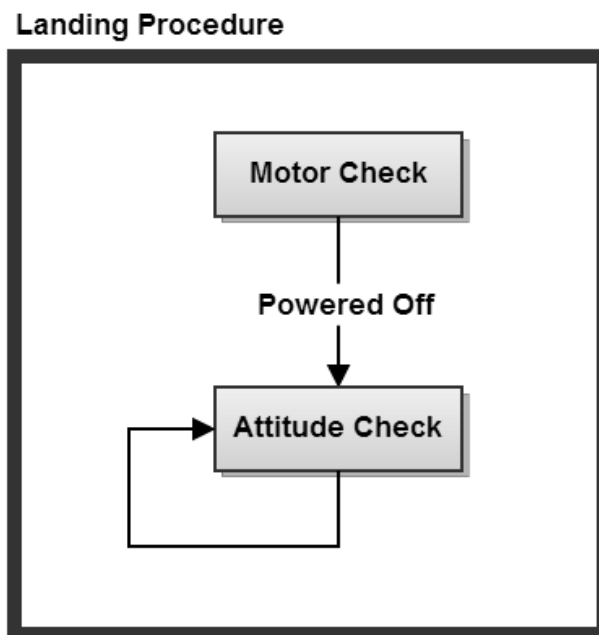 Landing Procedure
Motor Check
Powered Off
Attitude Check